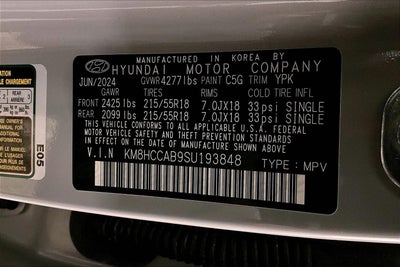 MANUFACTURED IN KOREA BY
HYUNDAI MOTOR COMPANY
JUN/2024 GVWR 4277lbs PAINT C5G TRIM YPK
GAWR TIRES RIMS COLD TIRE INFL
FRONT 2425 lbs 215/55R18 7.0JX18 33psi SINGLE
REAR 2099 lbs 215/55R18 7.0JX18 33psi SINGLE
THIS VEHICLE CONFORMS TO ALL APPLICABLE U.S.A. FEDERAL
MOTOR VEHICLE SAFETY AND THEFT PREVENTION STANDARDS
IN EFFECT ON THE DATE OF MANUFACTURE SHOWN ABOVE.
V.I.N KM8HCCAB9SU193848 TYPE: MPV
CHARGEMENT
REAR
ARRIÈRE
E05